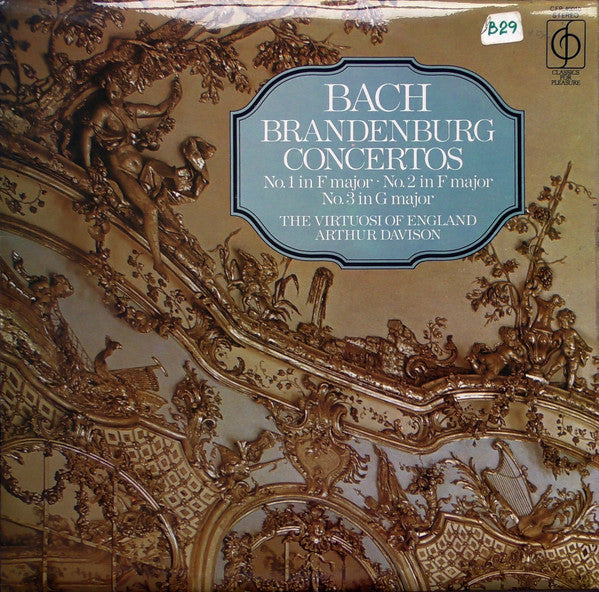 B29
STEREO
CLASSICS
FOR
PLEASURE
BACH
BRANDENBURG
CONCERTOS
No.1 in F major · No.2 in F major
No.3 in G major
THE VIRTUOSI OF ENGLAND
ARTHUR DAVISON